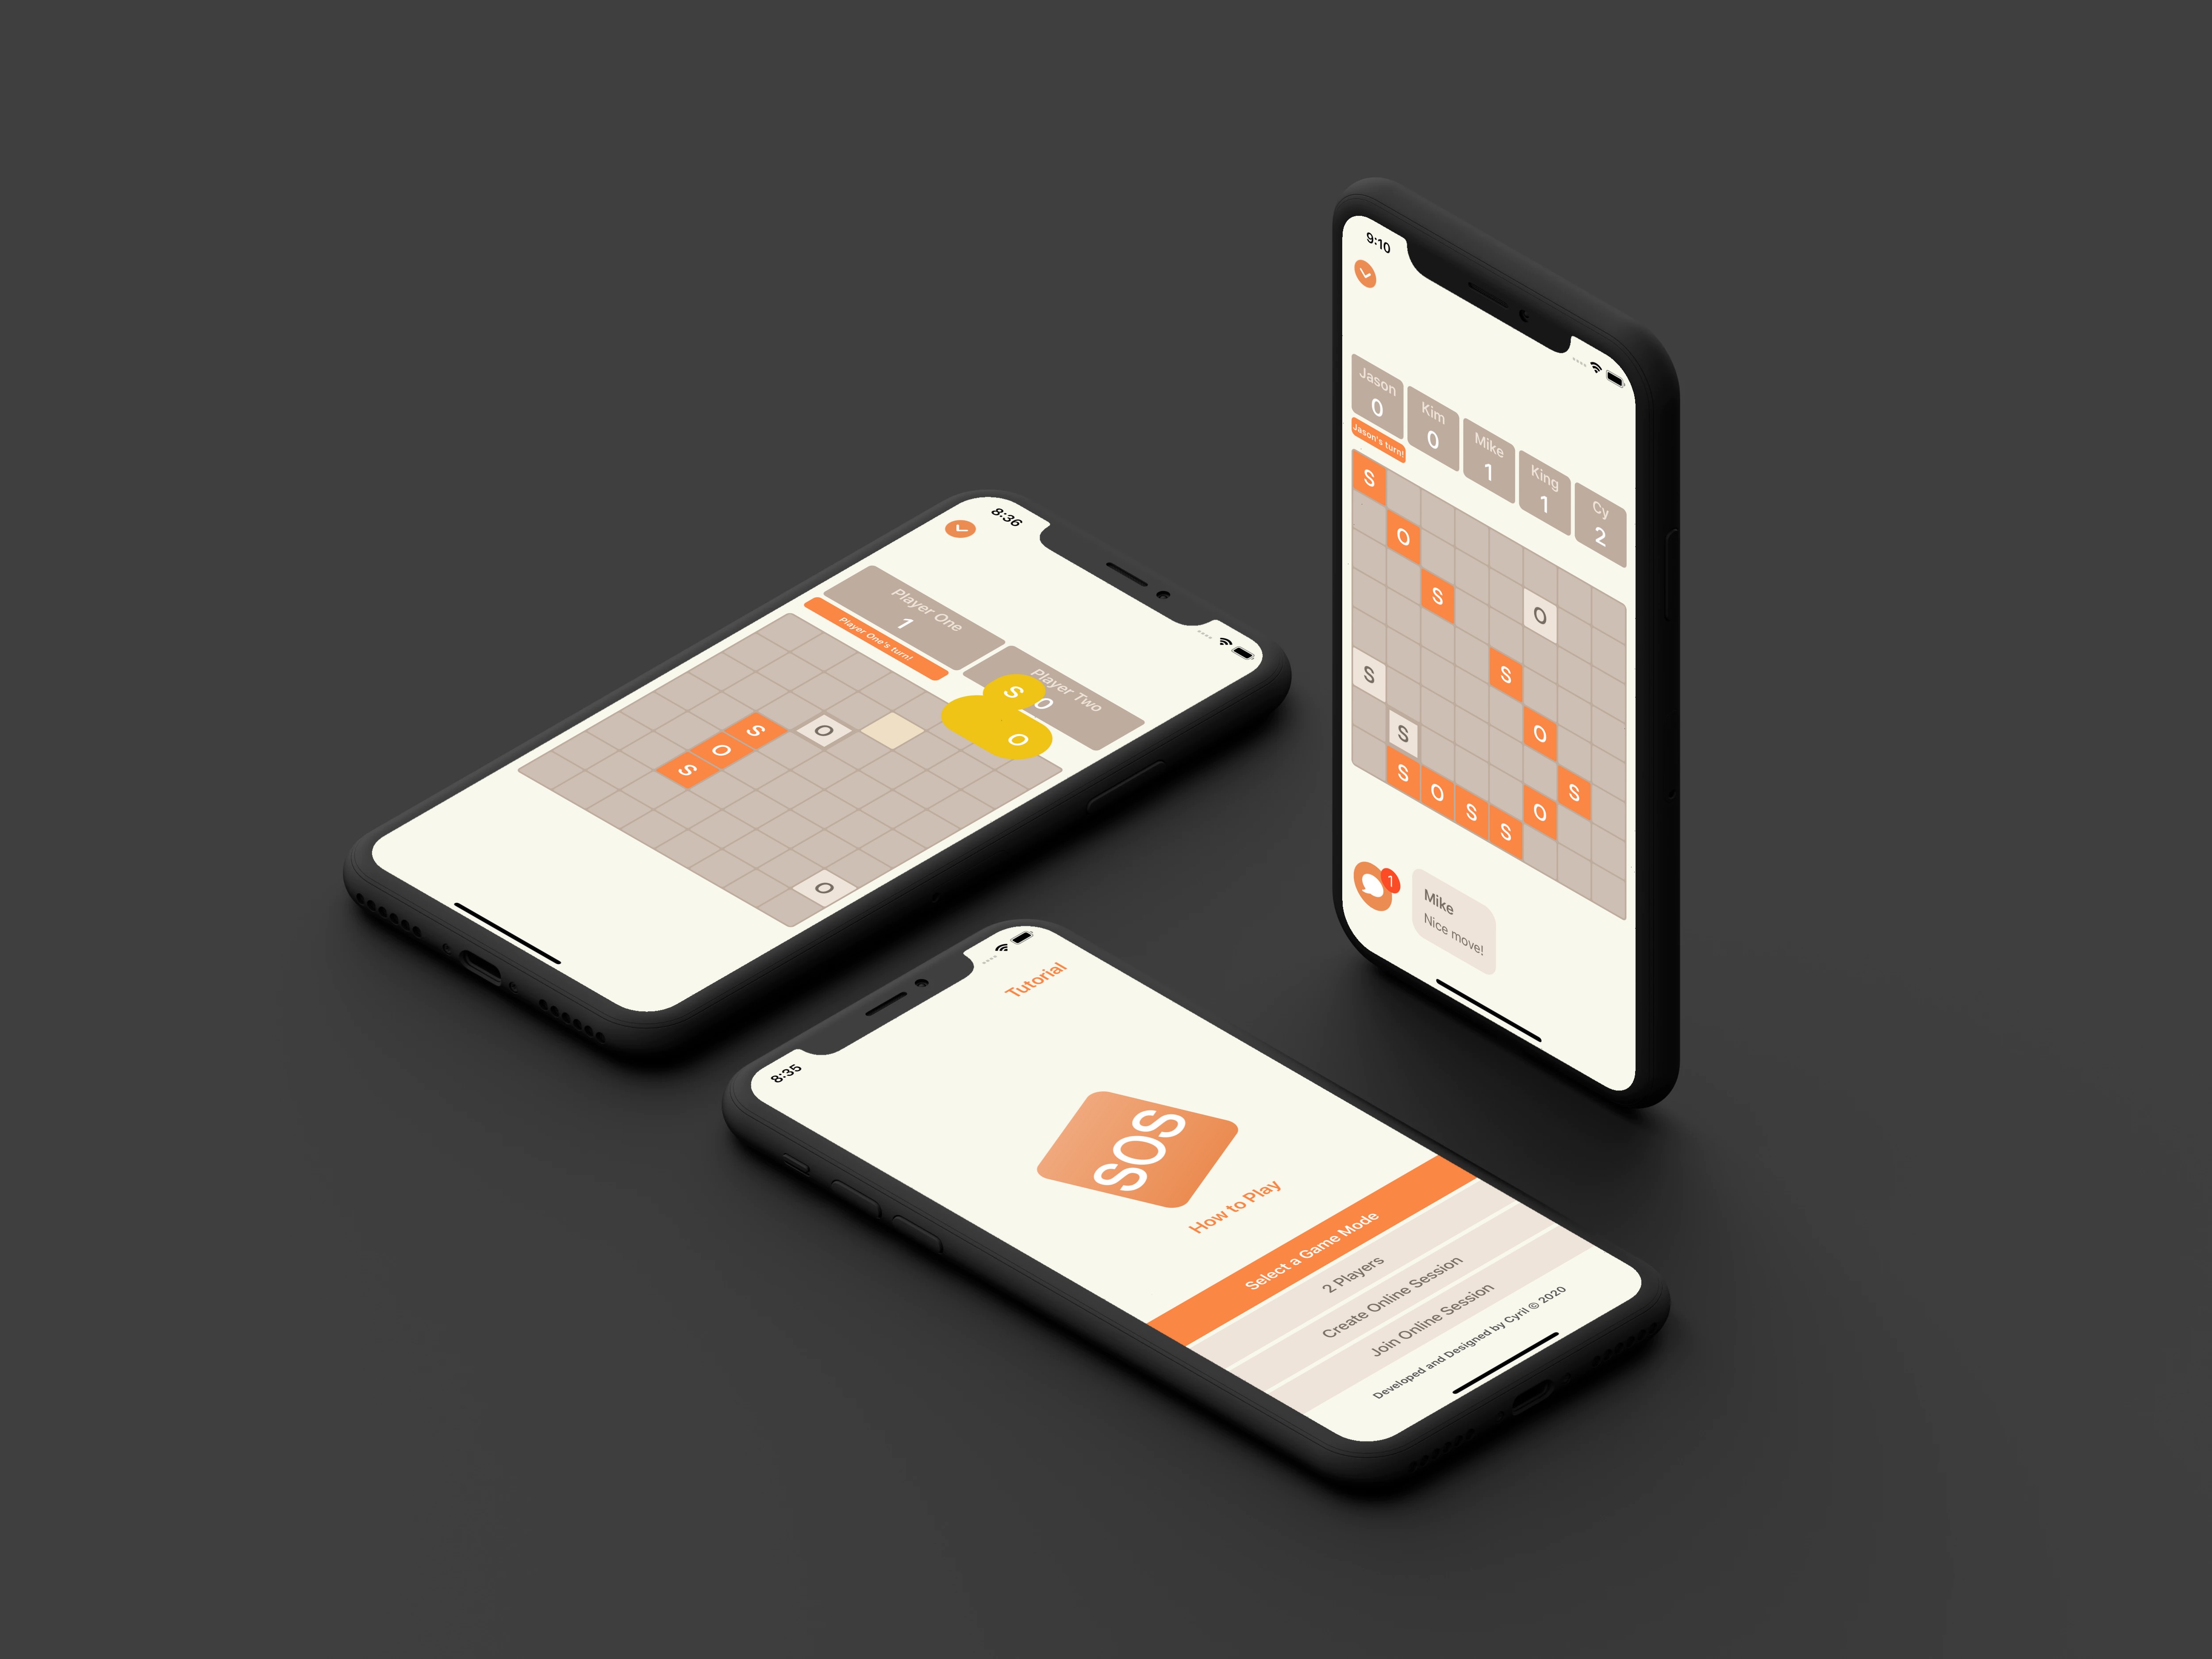 8:36
Player One
1
Player One's turn!
Player Two
0
S
O
S
O
S
O
S
O
9:10
Jason
0
Jason's turn!
Kim
0
Mike
1
King
1
Cy
2
S
O
S
O
S
S
O
S
S
O
S
O
S
S
1
Mike
Nice move!
8:35
Tutorial
SOS
How to Play
Select a Game Mode
2 Players
Create Online Session
Join Online Session
Developed and Designed by Cyril © 2020